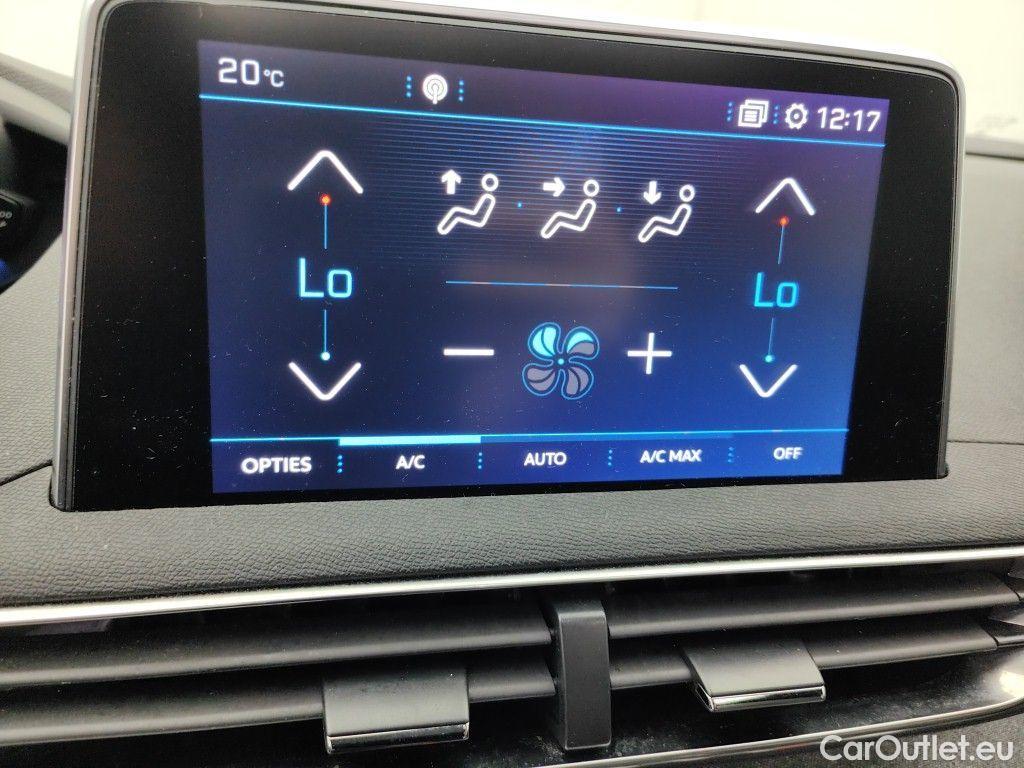 20°C
12:17
Lo
Lo
OPTIES A/C AUTO A/C MAX OFF
CarOutlet.eu